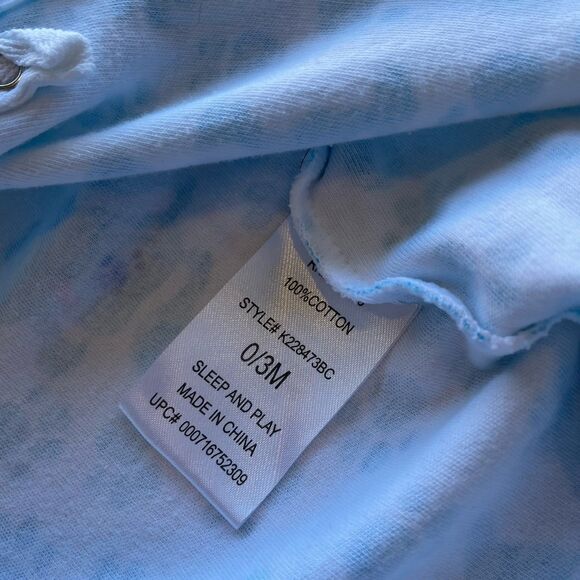 100%COTTON
STYLE# K228473BC
0/3M
SLEEP AND PLAY
MADE IN CHINA
UPC# 000716752309